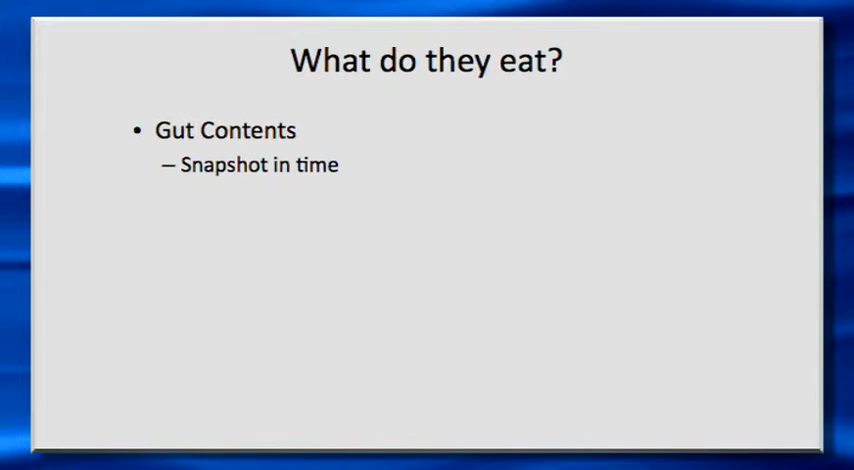 What do they eat?
• Gut Contents
– Snapshot in time